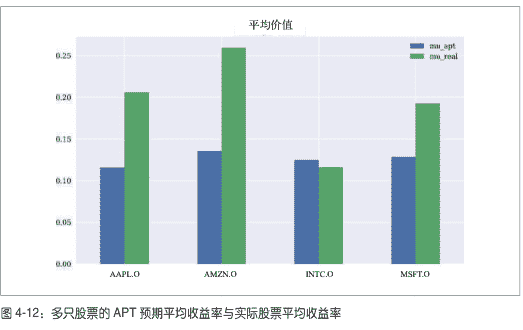 平均价值
mu_apt
mu_real
0.25
0.20
0.15
0.10
0.05
0.00
AAPL.O
AMZN.O
INTC.O
MSFT.O
图 4-12：多只股票的 APT 预期平均收益率与实际股票平均收益率